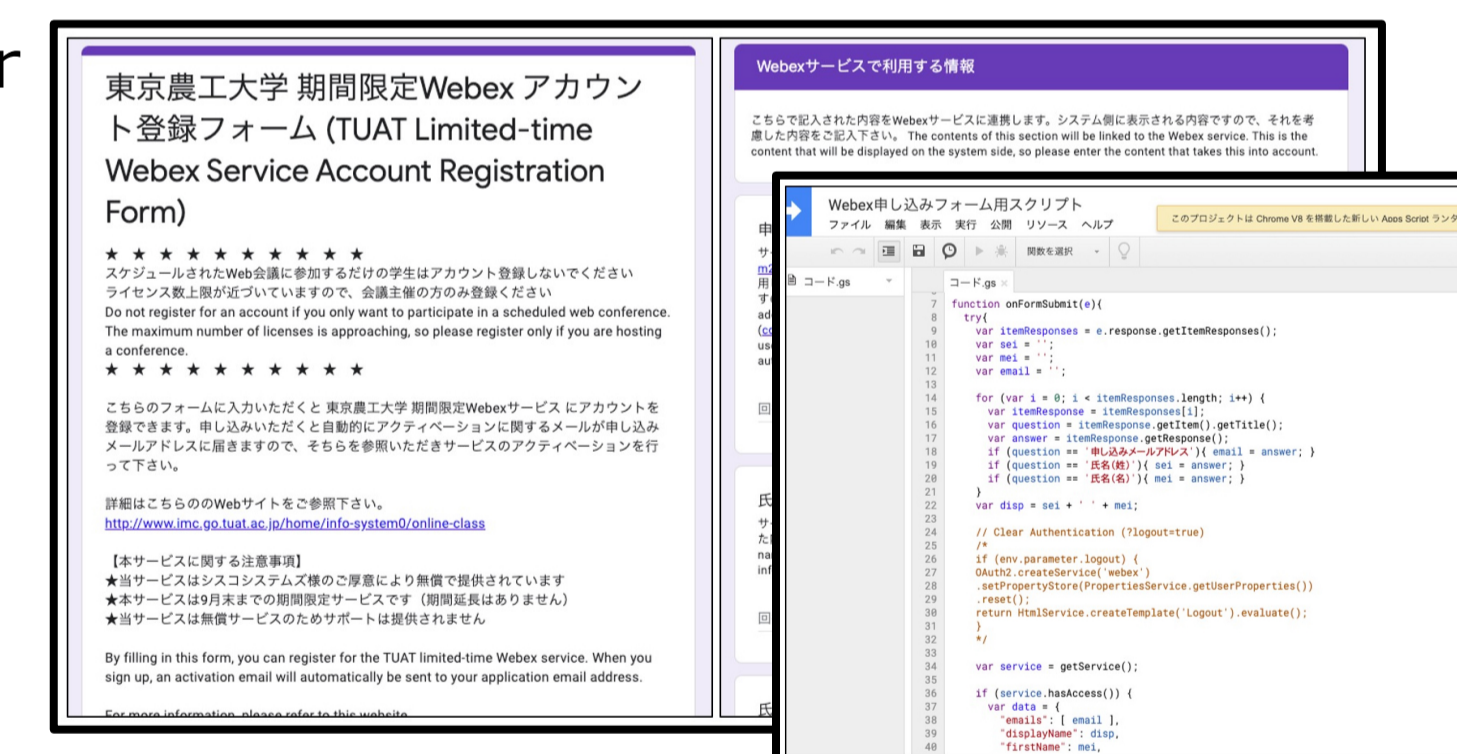 r
東京農工大学 期間限定Webex アカウン
ト登録フォーム (TUAT Limited-time
Webex Service Account Registration
Form)
★ ★ ★ ★ ★ ★ ★ ★ ★ ★
スケジュールされたWeb会議に参加するだけの学生はアカウント登録しないでください
ライセンス数上限が近づいていますので、会議主催の方のみ登録ください
Do not register for an account if you only want to participate in a scheduled web conference.
The maximum number of licenses is approaching, so please register only if you are hosting
a conference.
★ ★ ★ ★ ★ ★ ★ ★ ★ ★
こちらのフォームに入力いただくと 東京農工大学 期間限定Webexサービス にアカウントを
登録できます。申し込みいただくと自動的にアクティベーションに関するメールが申し込み
メールアドレスに届きますので、そちらを参照いただきサービスのアクティベーションを行
って下さい。
詳細はこちらののWebサイトをご参照下さい。
http://www.imc.go.tuat.ac.jp/home/info-system0/online-class
【本サービスに関する注意事項】
★当サービスはシスコシステムズ様のご厚意により無償で提供されています
★本サービスは9月末までの期間限定サービスです（期間延長はありません）
★当サービスは無償サービスのためサポートは提供されません
By filling in this form, you can register for the TUAT limited-time Webex service. When you
sign up, an activation email will automatically be sent to your application email address.
For more information, please refer to this website
Webexサービスで利用する情報
こちらで記入された内容をWebexサービスに連携します。システム側に表示される内容ですので、それを考
慮した内容をご記入下さい。 The contents of this section will be linked to the Webex service. This is the
content that will be displayed on the system side, so please enter the content that takes this into account.
申
サ
用
す
ad
(co
us
au
回
氏
サ
た
na
inf
回
氏
Webex申し込みフォーム用スクリプト
ファイル 編集 表示 実行 公開 リソース ヘルプ
このプロジェクトは Chrome V8 を搭載した新しい Apps Script ランタ
関数を選択
コード.gs
コード.gs ×
7 function onFormSubmit(e){
8 try{
9 var itemResponses = e.response.getItemResponses();
10 var sei = '';
11 var mei = '';
12 var email = '';
13
14 for (var i = 0; i < itemResponses.length; i++) {
15 var itemResponse = itemResponses[i];
16 var question = itemResponse.getItem().getTitle();
17 var answer = itemResponse.getResponse();
18 if (question == '申し込みメールアドレス'){ email = answer; }
19 if (question == '氏名(姓)'){ sei = answer; }
20 if (question == '氏名(名)'){ mei = answer; }
21 }
22 var disp = sei + ' ' + mei;
23
24 // Clear Authentication (?logout=true)
25 /*
26 if (env.parameter.logout) {
27 OAuth2.createService('webex')
28 .setPropertyStore(PropertiesService.getUserProperties())
29 .reset();
30 return HtmlService.createTemplate('Logout').evaluate();
31 }
32 */
33
34 var service = getService();
35
36 if (service.hasAccess()) {
37 var data = {
38 "emails": [ email ],
39 "displayName": disp,
40 "firstName": mei,